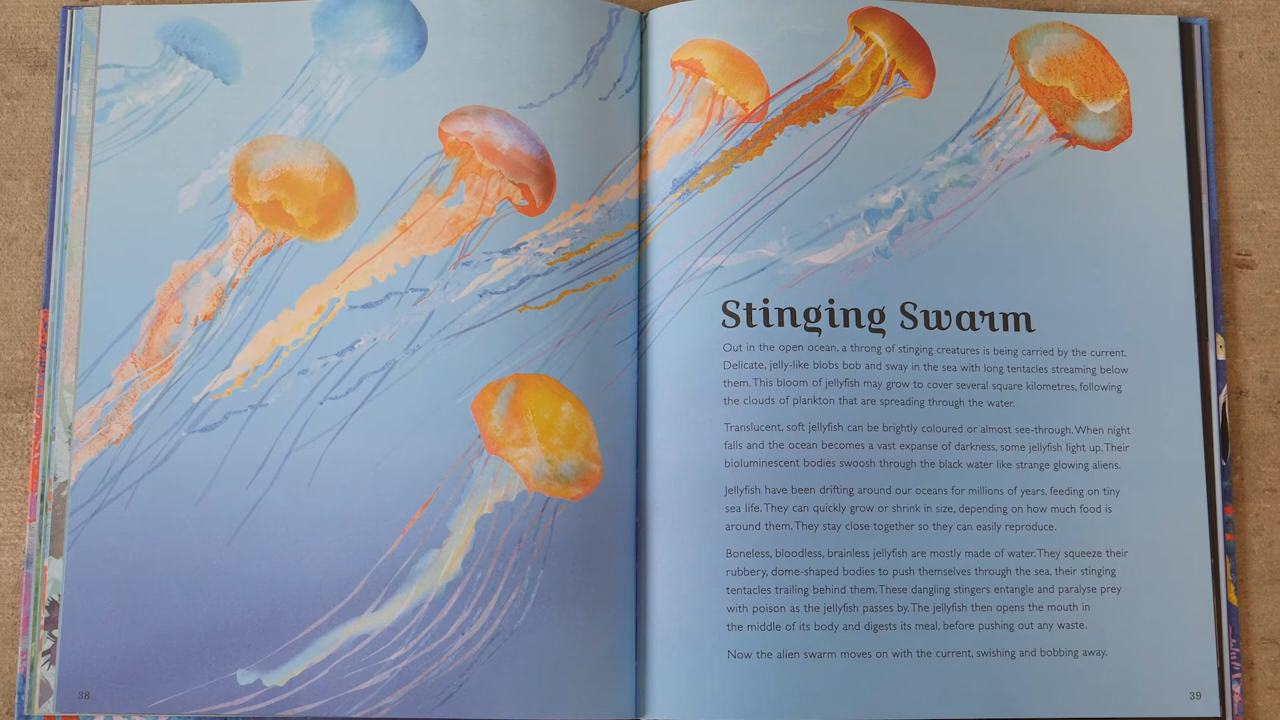 Stinging Swarm
Out in the open ocean, a throng of stinging creatures is being carried by the current.
Delicate, jelly-like blobs bob and sway in the sea with long tentacles streaming below
them. This bloom of jellyfish may grow to cover several square kilometres, following
the clouds of plankton that are spreading through the water.
Translucent, soft jellyfish can be brightly coloured or almost see-through. When night
falls and the ocean becomes a vast expanse of darkness, some jellyfish light up. Their
bioluminescent bodies swoosh through the black water like strange glowing aliens.
Jellyfish have been drifting around our oceans for millions of years, feeding on tiny
sea life. They can quickly grow or shrink in size, depending on how much food is
around them. They stay close together so they can easily reproduce.
Boneless, bloodless, brainless jellyfish are mostly made of water. They squeeze their
rubbery, dome-shaped bodies to push themselves through the sea, their stinging
tentacles trailing behind them. These dangling stingers entangle and paralyse prey
with poison as the jellyfish passes by. The jellyfish then opens the mouth in
the middle of its body and digests its meal, before pushing out any waste.
Now the alien swarm moves on with the current, swishing and bobbing away.
38
39